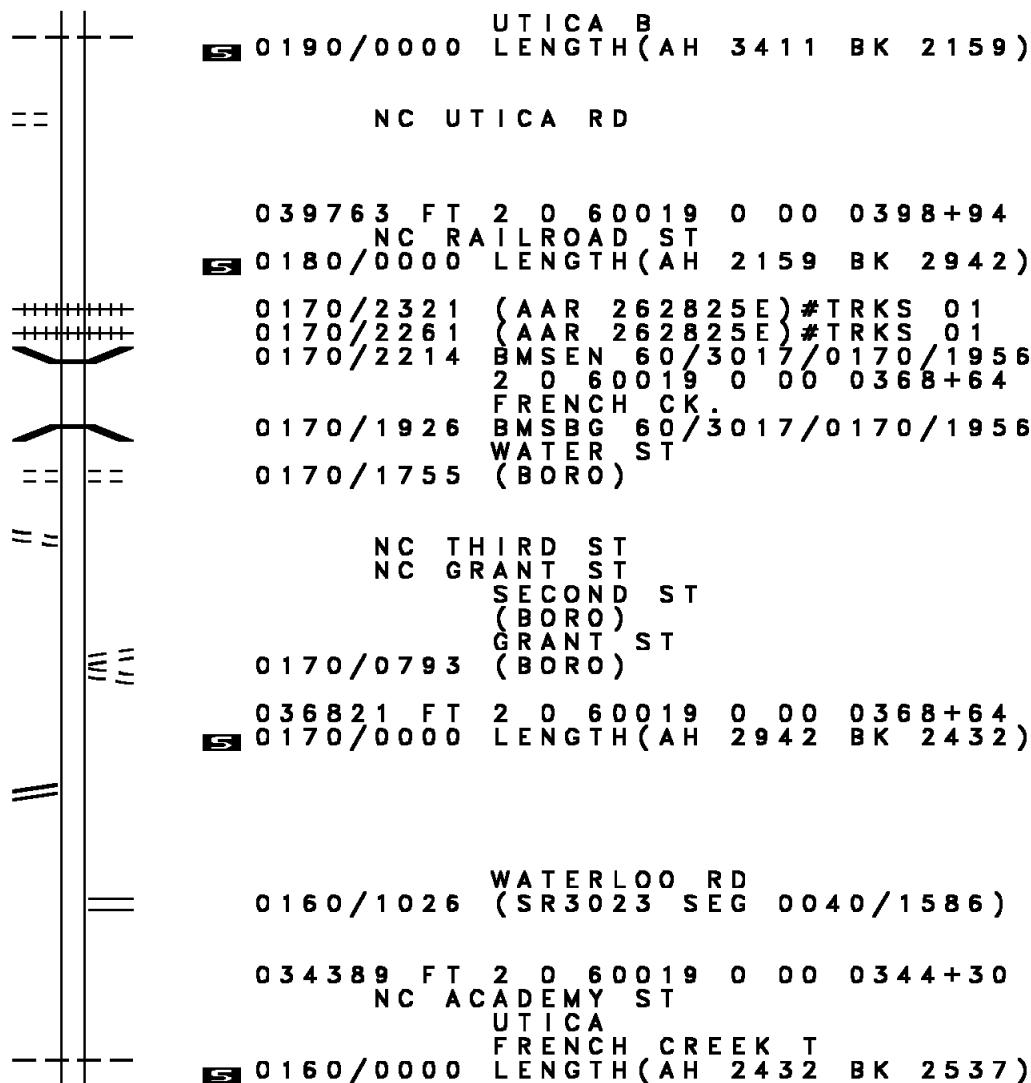 UTICA B
S 0190/0000 LENGTH(AH 3411 BK 2159)
NC UTICA RD
039763 FT 2 0 60019 0 00 0398+94
NC RAILROAD ST
S 0180/0000 LENGTH(AH 2159 BK 2942)
0170/2321 (AAR 262825E)#TRKS 01
0170/2261 (AAR 262825E)#TRKS 01
0170/2214 BMSEN 60/3017/0170/1956
2 0 60019 0 00 0368+64
FRENCH CK.
0170/1926 BMSBG 60/3017/0170/1956
WATER ST
0170/1755 (BORO)
NC THIRD ST
NC GRANT ST
SECOND ST
(BORO)
GRANT ST
0170/0793 (BORO)
036821 FT 2 0 60019 0 00 0368+64
S 0170/0000 LENGTH(AH 2942 BK 2432)
WATERLOO RD
0160/1026 (SR3023 SEG 0040/1586)
034389 FT 2 0 60019 0 00 0344+30
NC ACADEMY ST
UTICA
FRENCH CREEK T
S 0160/0000 LENGTH(AH 2432 BK 2537)